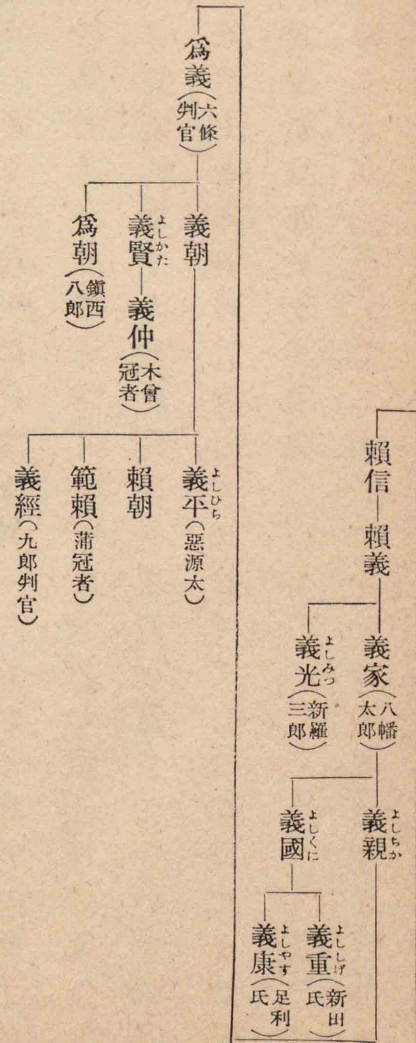 賴信
賴義
義家(八幡太郎)
義光(新羅三郎)
よしみつ
義親
よしちか
義國
よしくに
義重(新田氏)
よししげ
義康(足利氏)
よしやす
爲義(六條判官)
義朝
義賢
よしかた
義仲(木曾冠者)
爲朝(鎭西八郎)
義平(惡源太)
よしひら
賴朝
範賴(蒲冠者)
義經(九郎判官)